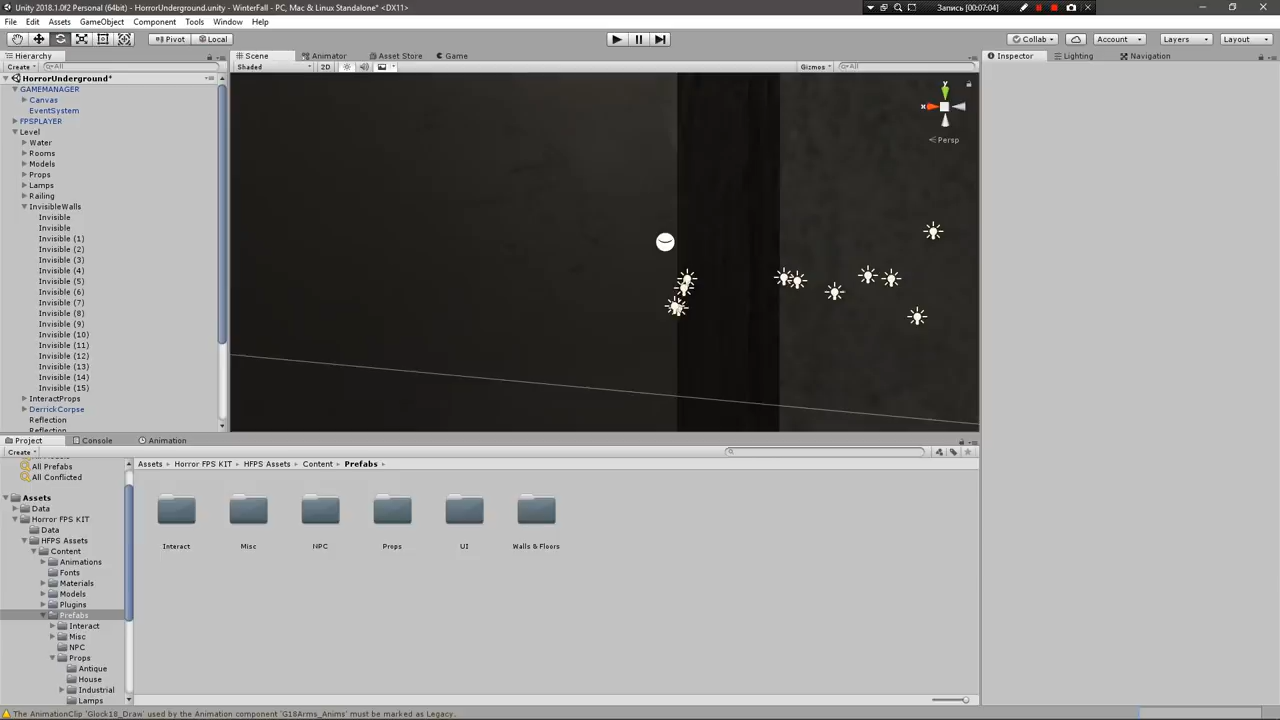 Unity 2018.1.0f2 Personal (64bit) - HorrorUnderground.unity - WinterFall - PC, Mac & Linux Standalone* <DX11>
Запись [00:07:04]
File Edit Assets GameObject Component Tools Window Help
Pivot Local
Collab Account Layers Layout
Hierarchy
Scene Animator Asset Store Game
Inspector Lighting Navigation
Create All
Shaded 2D
Gizmos All
HorrorUnderground*
GAMEMANAGER
Canvas
EventSystem
FPSPLAYER
Level
Water
Rooms
Models
Props
Lamps
Railing
InvisibleWalls
Invisible
Invisible
Invisible (1)
Invisible (2)
Invisible (3)
Invisible (4)
Invisible (5)
Invisible (6)
Invisible (7)
Invisible (8)
Invisible (9)
Invisible (10)
Invisible (11)
Invisible (12)
Invisible (13)
Invisible (14)
Invisible (15)
InteractProps
DerrickCorpse
Reflection
x
y
Persp
Project Console Animation
Create
All Prefabs
All Conflicted
Assets
Data
Horror FPS KIT
Data
HFPS Assets
Content
Animations
Fonts
Materials
Models
Plugins
Prefabs
Interact
Misc
NPC
Props
Antique
House
Industrial
Lamps
Assets Horror FPS KIT HFPS Assets Content Prefabs
Interact Misc NPC Props UI Walls & Floors
The AnimationClip 'Glock18_Draw' used by the Animation component 'G18Arms_Anims' must be marked as Legacy.